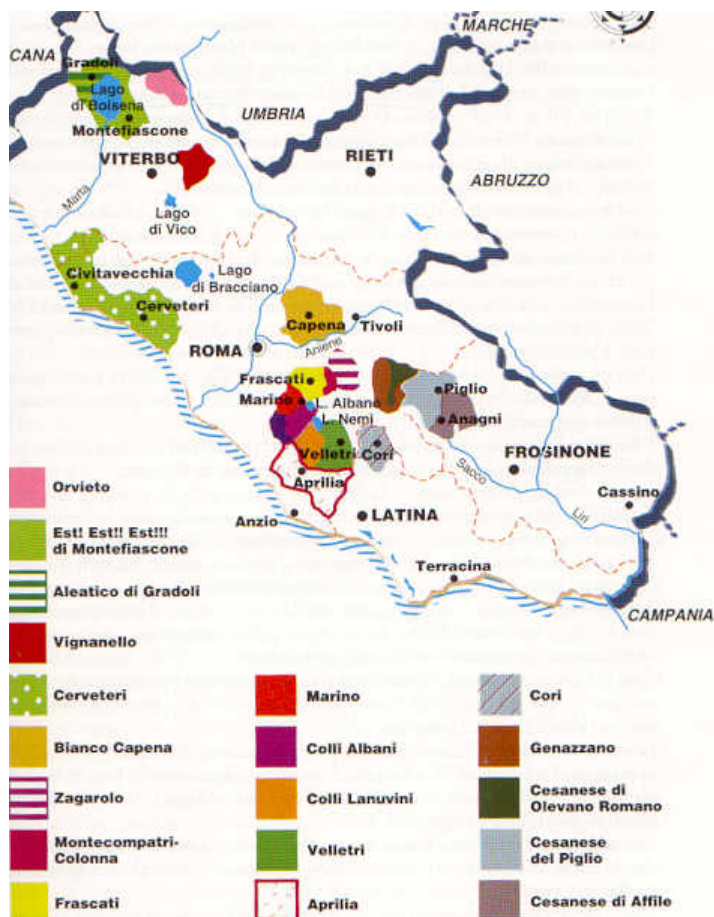 MARCHE
CANA
Gradoli
Lago
di Bolsena
Montefiascone
UMBRIA
VITERBO
RIETI
ABRUZZO
Marta
Lago
di Vico
Civitavecchia
Lago
di Bracciano
Cerveteri
Capena
Tivoli
ROMA
Aniene
Frascati
Marino
L. Albano
L. Nemi
Piglio
Anagni
Velletri
Cori
FROSINONE
Aprilia
Sacco
Cassino
Anzio
LATINA
Liri
Terracina
CAMPANIA
Orvieto
Est! Est!! Est!!!
di Montefiascone
Aleatico di Gradoli
Vignanello
Cerveteri
Bianco Capena
Zagarolo
Montecompatri-
Colonna
Frascati
Marino
Colli Albani
Colli Lanuvini
Velletri
Aprilia
Cori
Genazzano
Cesanese di
Olevano Romano
Cesanese
del Piglio
Cesanese di Affile